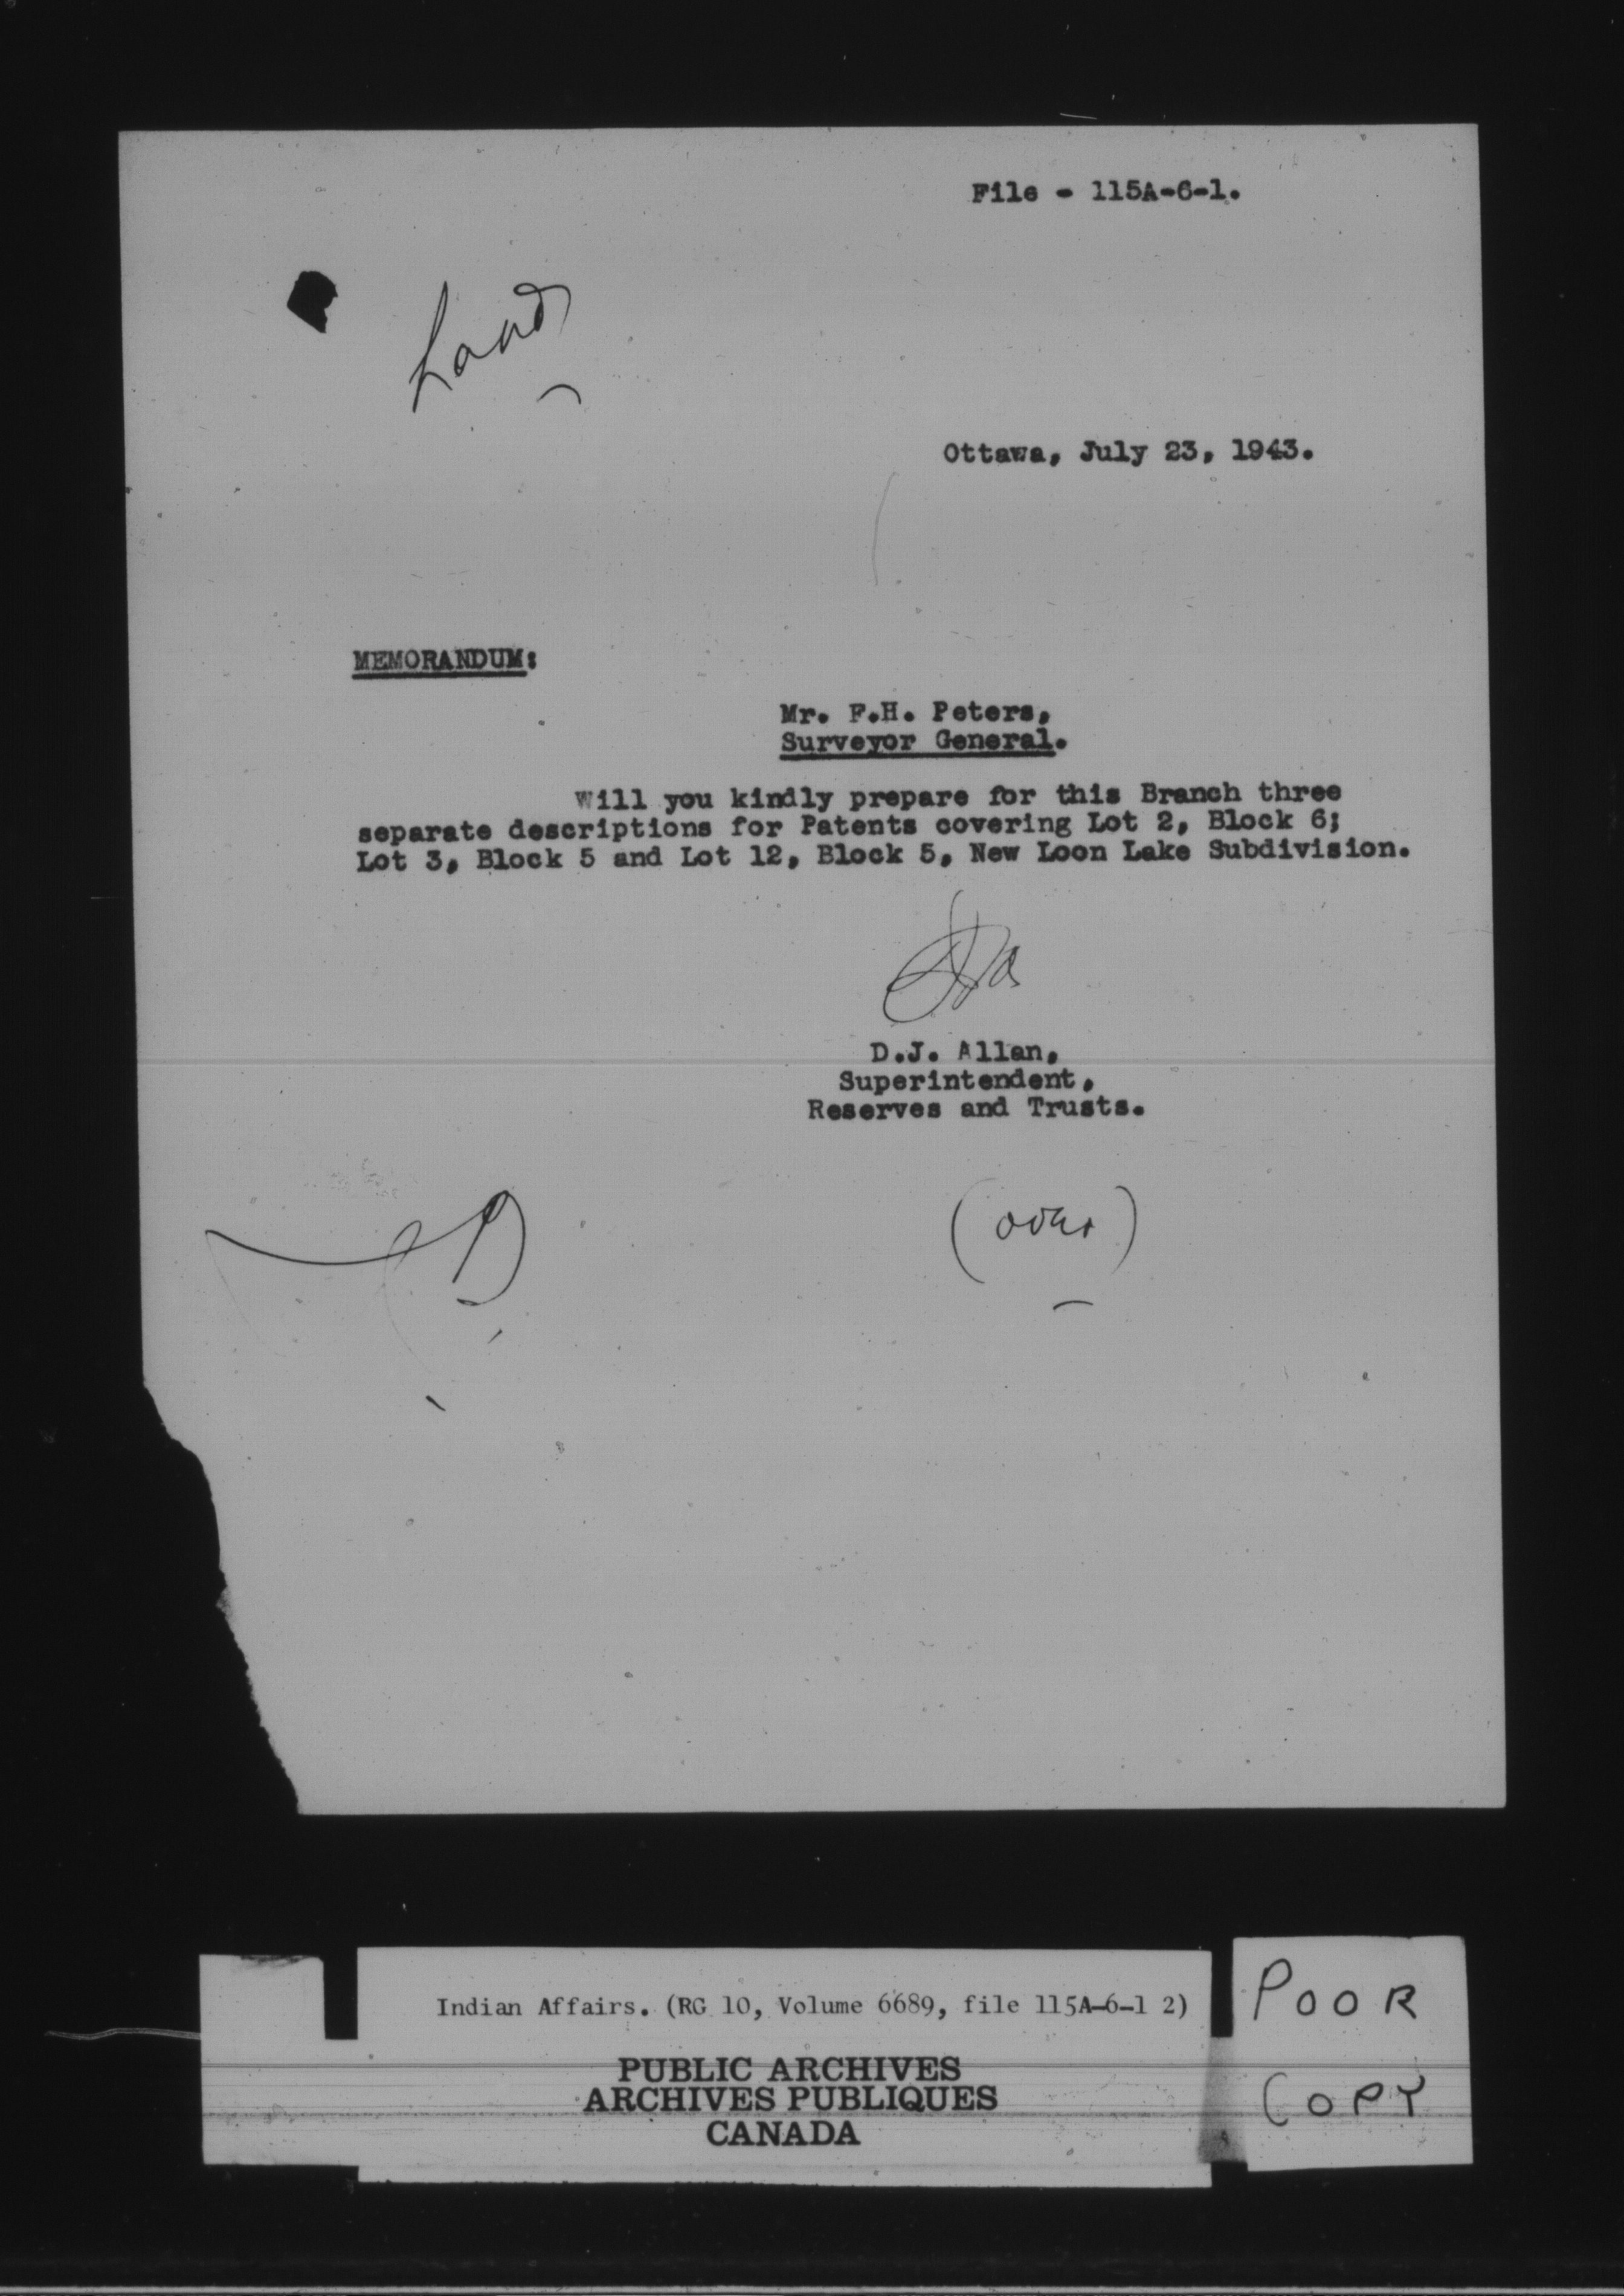 File - 115A-6-1.
Land
Ottawa, July 23, 1943.
MEMORANDUM:
Mr. F.H. Peters,
Surveyor General.
Will you kindly prepare for this Branch three
separate descriptions for Patents covering Lot 2, Block 6;
Lot 3, Block 5 and Lot 12, Block 5, New Loon Lake Subdivision.
D.J. Allan,
Superintendent,
Reserves and Trusts.
(over)
Indian Affairs. (RG 10, Volume 6689, file 115A-6-1 2)
PUBLIC ARCHIVES
ARCHIVES PUBLIQUES
CANADA
POOR
COPY